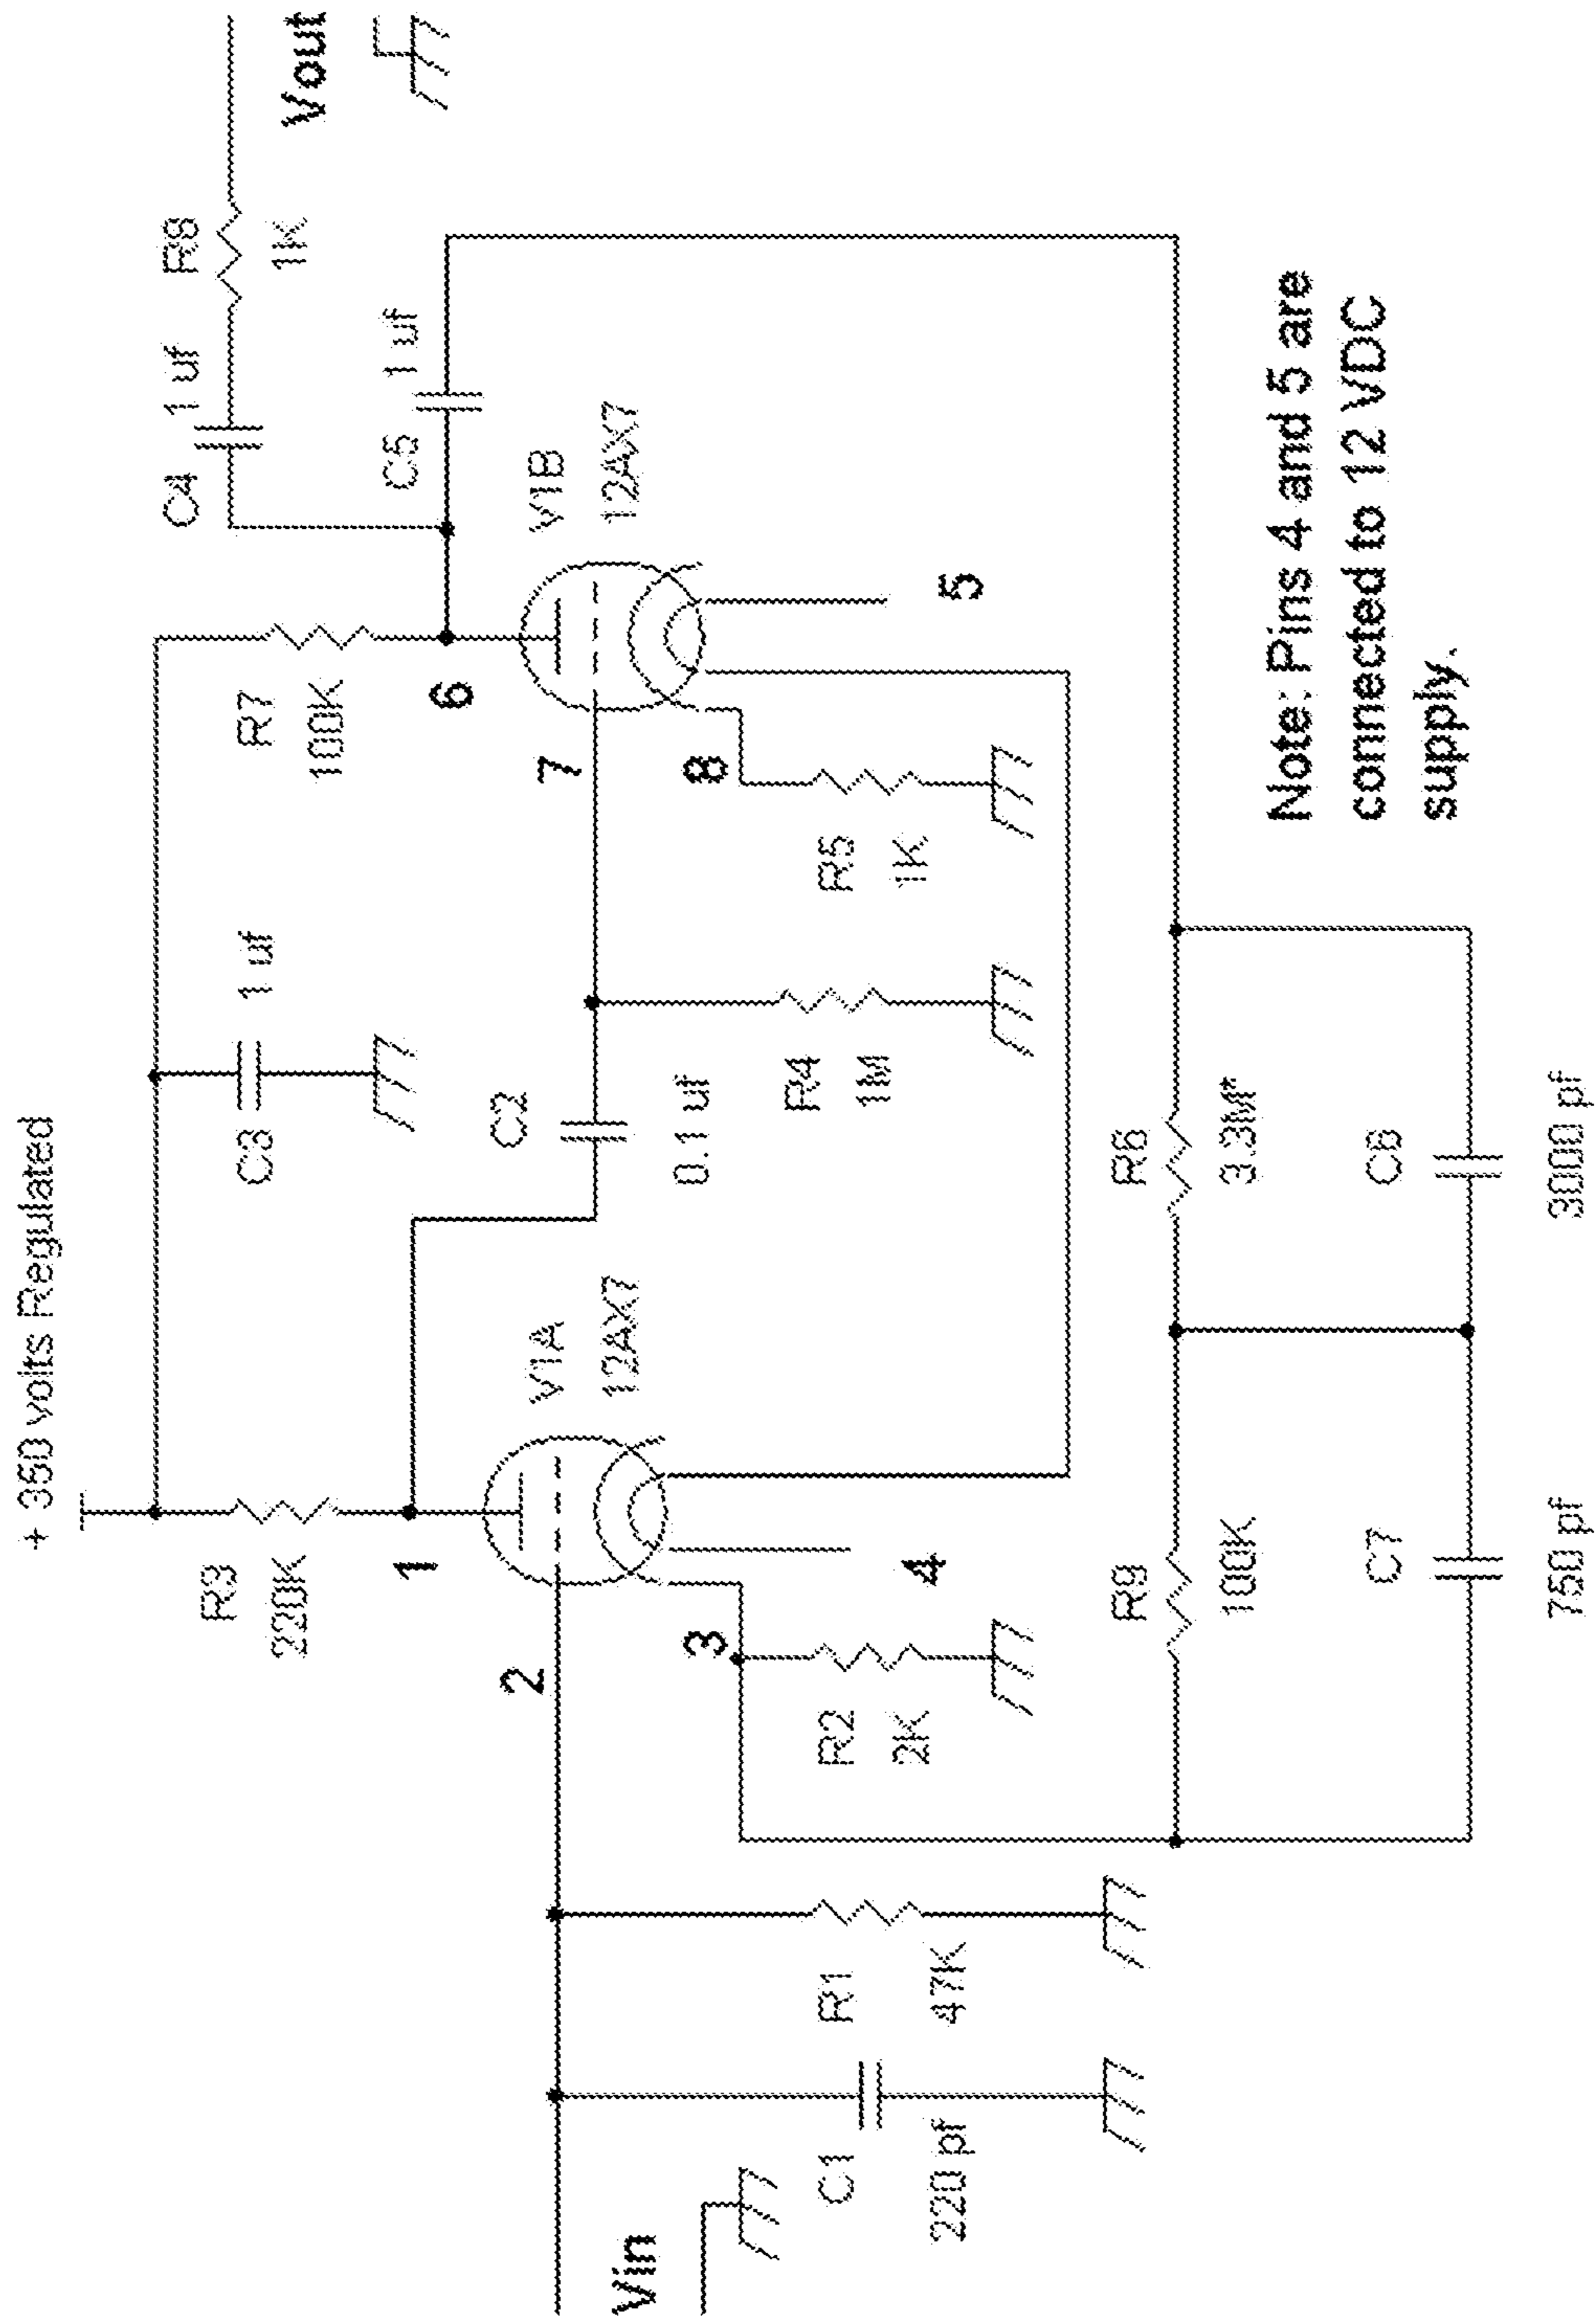 + 350 volts Regulated
R3
220K
C3
1 uf
R7
100K
C4
1 uf
R8
1K
Vout
1
6
C5
1 uf
2
V1A
12AX7
C2
0.1 uf
7
V1B
12AX7
Vin
3
4
8
5
C1
220 pf
R1
47K
R2
2K
R4
1M
R5
1K
R9
100K
R6
3.3M*
C7
750 pf
C6
3000 pf
Note: Pins 4 and 5 are
connected to 12 VDC
supply.